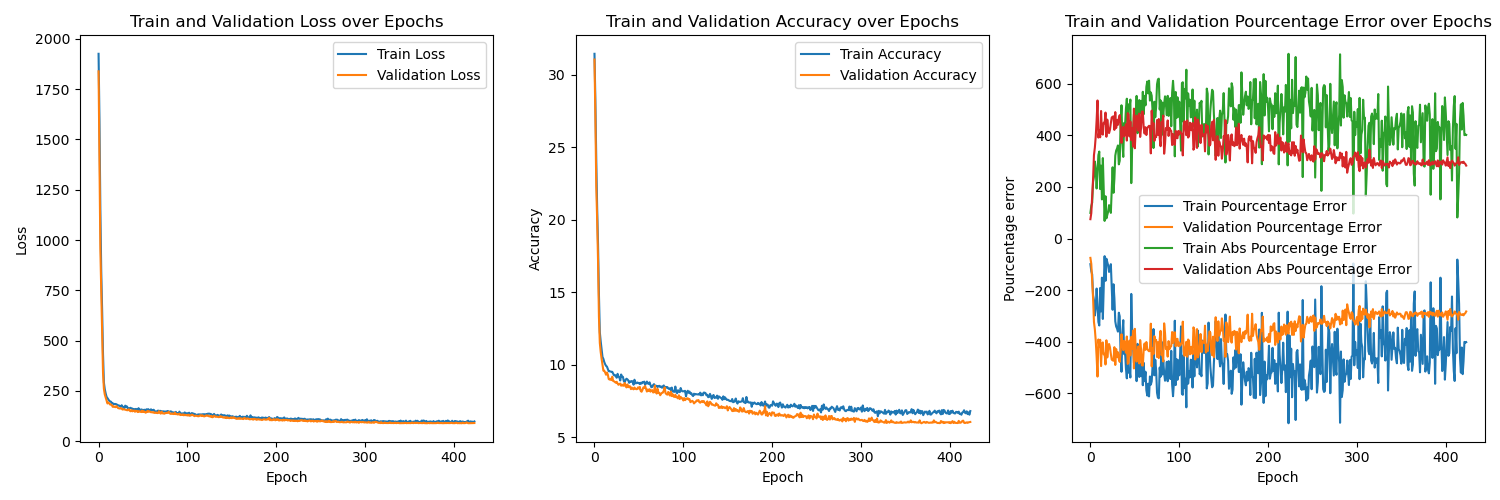 Train and Validation Loss over Epochs
Loss
2000
1750
1500
1250
1000
750
500
250
0
Train Loss
Validation Loss
0 100 200 300 400
Epoch
Train and Validation Accuracy over Epochs
Accuracy
30
25
20
15
10
5
Train Accuracy
Validation Accuracy
0 100 200 300 400
Epoch
Train and Validation Pourcentage Error over Epochs
Pourcentage error
600
400
200
0
−200
−400
−600
Train Pourcentage Error
Validation Pourcentage Error
Train Abs Pourcentage Error
Validation Abs Pourcentage Error
0 100 200 300 400
Epoch